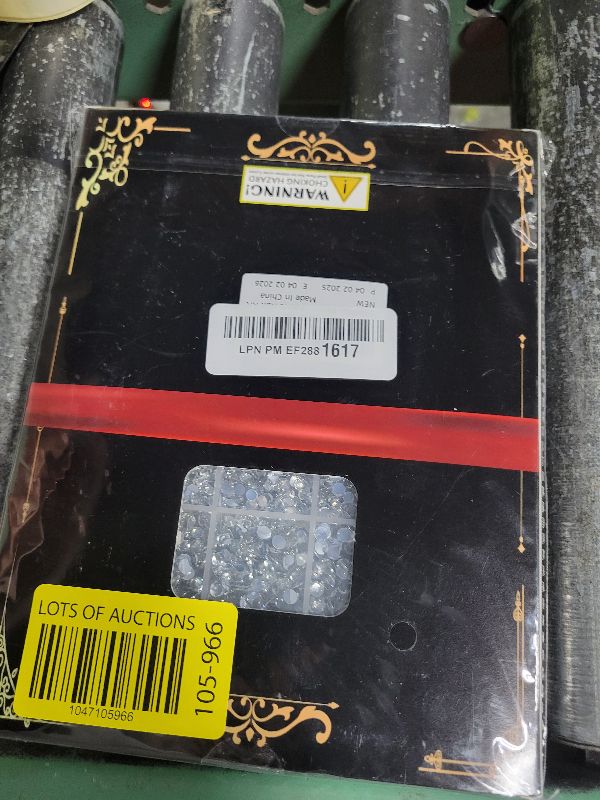 WARNING!
CHOKING HAZARD
NEW
Made In China
P 04 02 2025 E 04 02 2026
LPN PM EF288 1617
LOTS OF AUCTIONS
105-966
1047105966